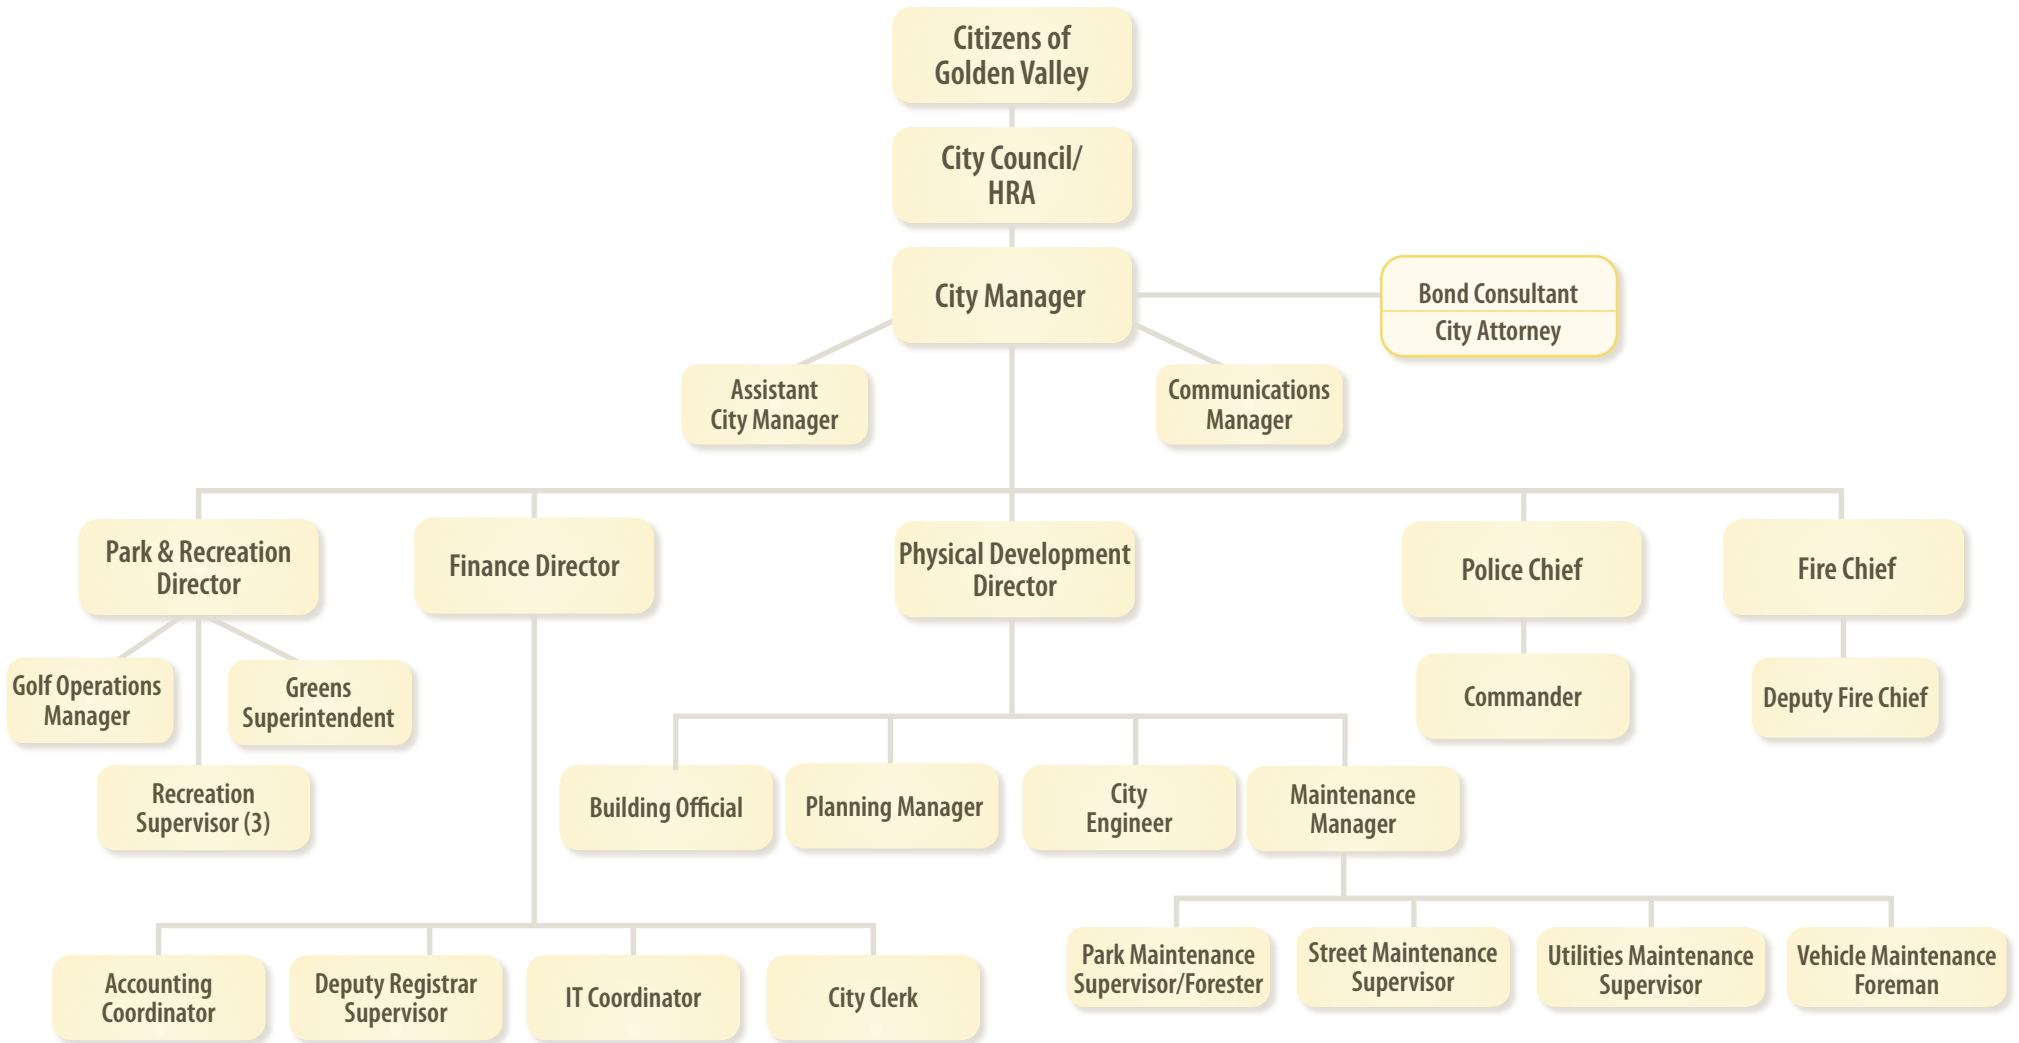 Citizens of
Golden Valley
City Council/
HRA
City Manager
Bond Consultant
City Attorney
Assistant
City Manager
Communications
Manager
Park & Recreation
Director
Finance Director
Physical Development
Director
Police Chief
Fire Chief
Golf Operations
Manager
Greens
Superintendent
Commander
Deputy Fire Chief
Recreation
Supervisor (3)
Building Official
Planning Manager
City
Engineer
Maintenance
Manager
Accounting
Coordinator
Deputy Registrar
Supervisor
IT Coordinator
City Clerk
Park Maintenance
Supervisor/Forester
Street Maintenance
Supervisor
Utilities Maintenance
Supervisor
Vehicle Maintenance
Foreman